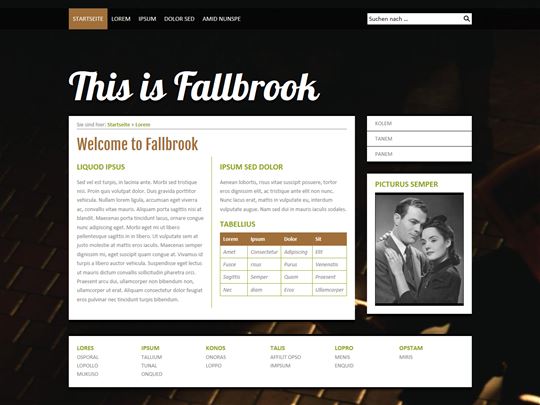 STARTSEITE LOREM IPSUM DOLOR SED AMID NUNSPE
Suchen nach ...
This is Fallbrook
Sie sind hier: Startseite » Lorem
Welcome to Fallbrook
LIQUOD IPSUS
Sed vel est turpis, in lacinia ante. Morbi sed tristique
nisi. Proin quis volutpat dolor. Duis gravida porttitor
vehicula. Nullam lorem ligula, accumsan eget viverra
ac, convallis vitae mauris. Aliquam porta sagittis nisi at
blandit. Maecenas porta tincidunt lacus, ornare congue
nunc adipiscing eget. Morbi eget mi ut libero
pellentesque sagittis in in libero. Ut vulputate sem at
justo molestie at mattis eros iaculis. Maecenas semper
dignissim mi, eget suscipit quam congue at. Vivamus id
turpis a libero auctor vehicula. Suspendisse eget lectus
ut mauris dictum convallis sollicitudin pharetra orci.
Praesent arcu dui, ullamcorper non bibendum non,
ullamcorper ut erat. Aliquam consectetur dolor feugiat
eros pulvinar nec tincidunt turpis bibendum.
IPSUM SED DOLOR
Aenean lobortis, risus vitae suscipit posuere, tortor
eros dignissim elit, ac tristique ante elit non nunc.
Nunc lacus erat, mattis in vulputate eu, interdum
vulputate augue. Nam sed dui in mauris iaculis sodales.
TABELLIUS
Lorem Ipsum Dolor Sit
Amet Consectetur Adipiscing Elit
Fusce risus Purus Venenatis
Sagittis Semper Quam Praesent
Nec diam Eros Ullamcorper
KOLEM
TANEM
PANEM
PICTURUS SEMPER
LORES IPSUM KONOS TALIS LOPRO OPSTAM
OSPORAL TALLIUM ONORAS AFFIUT OPSO MENIS MIRIS
LOPOLLO TUNAL LOPPO IMPSUM ENQUID
MUKUSO ONQUED